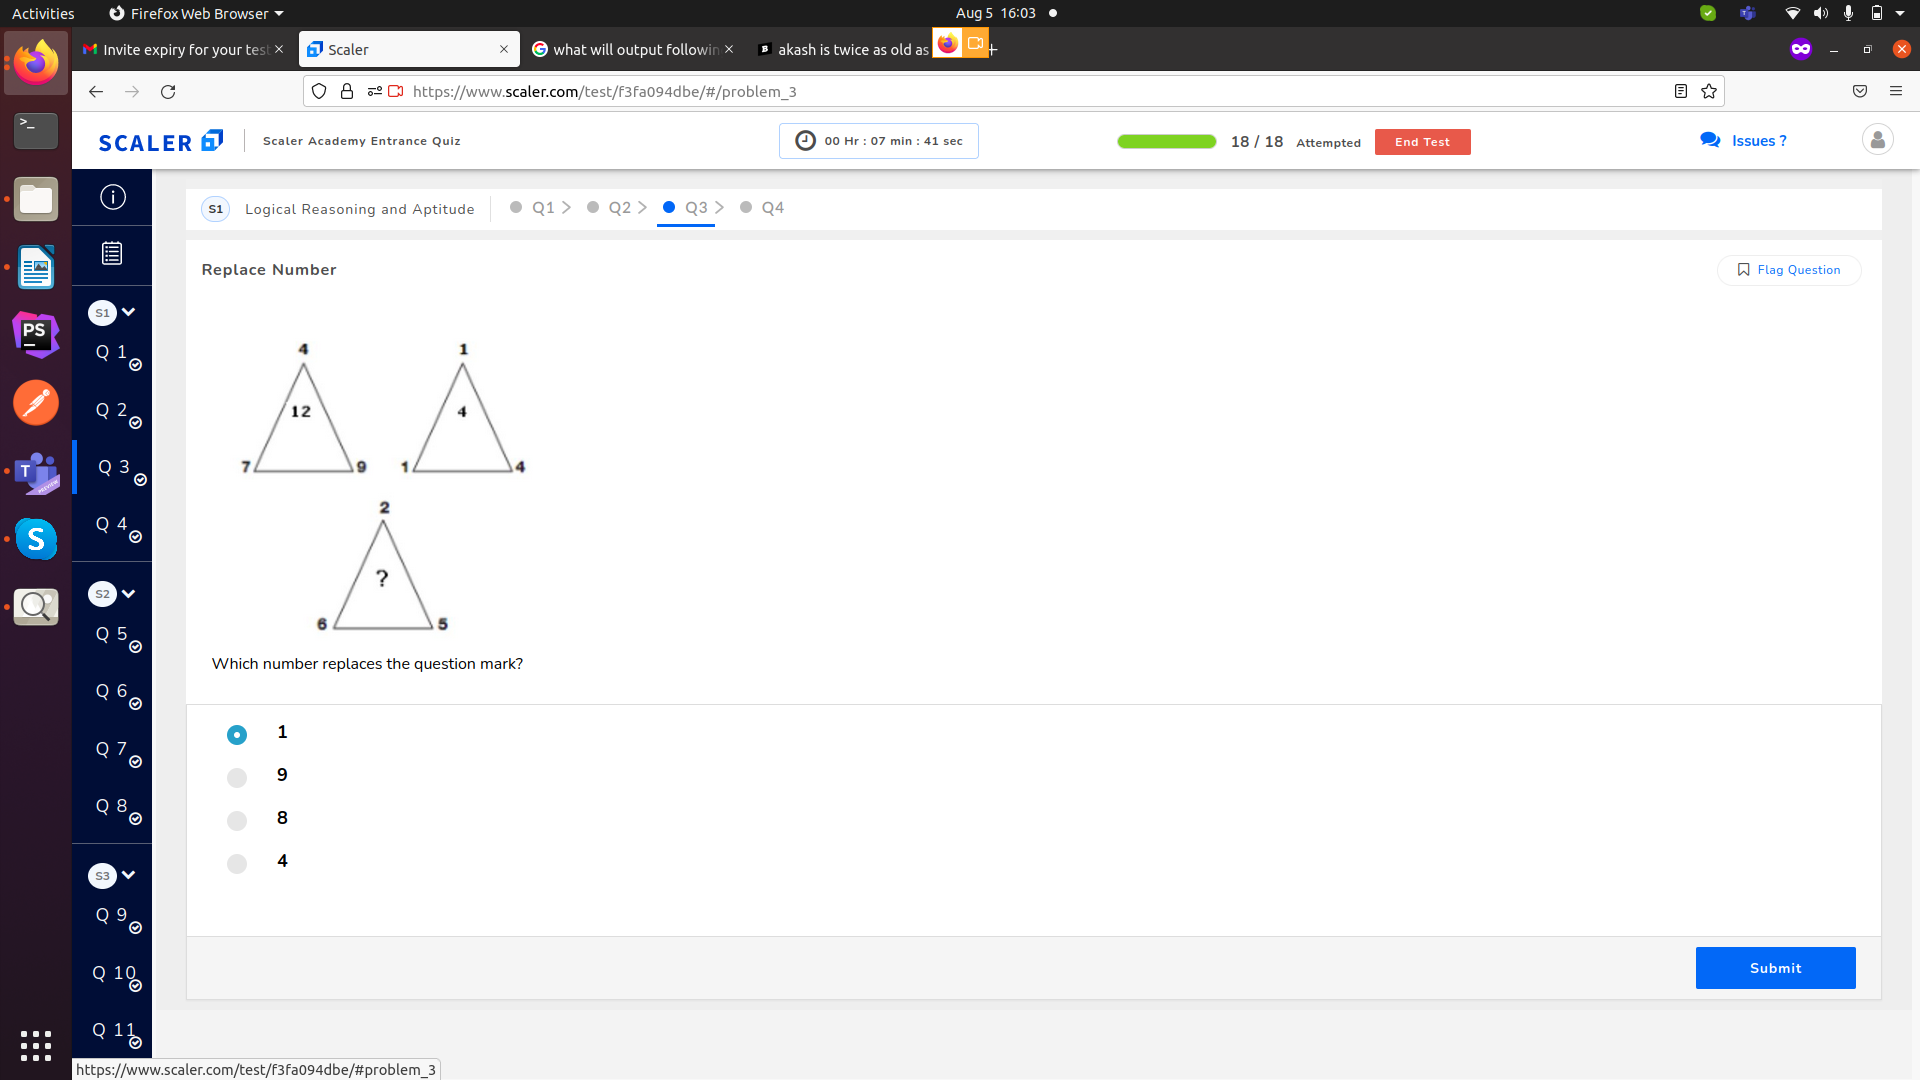 Activities
Firefox Web Browser
Aug 5 16:03
Invite expiry for your test
Scaler
what will output followin
akash is twice as old as
https://www.scaler.com/test/f3fa094dbe/#/problem_3
SCALER
Scaler Academy Entrance Quiz
00 Hr : 07 min : 41 sec
18 / 18 Attempted
End Test
Issues ?
S1 Logical Reasoning and Aptitude
Q1
Q2
Q3
Q4
Replace Number
Flag Question
S1
Q 1
Q 2
Q 3
Q 4
S2
Q 5
Q 6
Q 7
Q 8
S3
Q 9
Q 10
Q 11
4
1
12
4
7
9
1
4
2
?
6
5
Which number replaces the question mark?
1
9
8
4
Submit
https://www.scaler.com/test/f3fa094dbe/#problem_3
>_
PS
T
PREVIEW
S